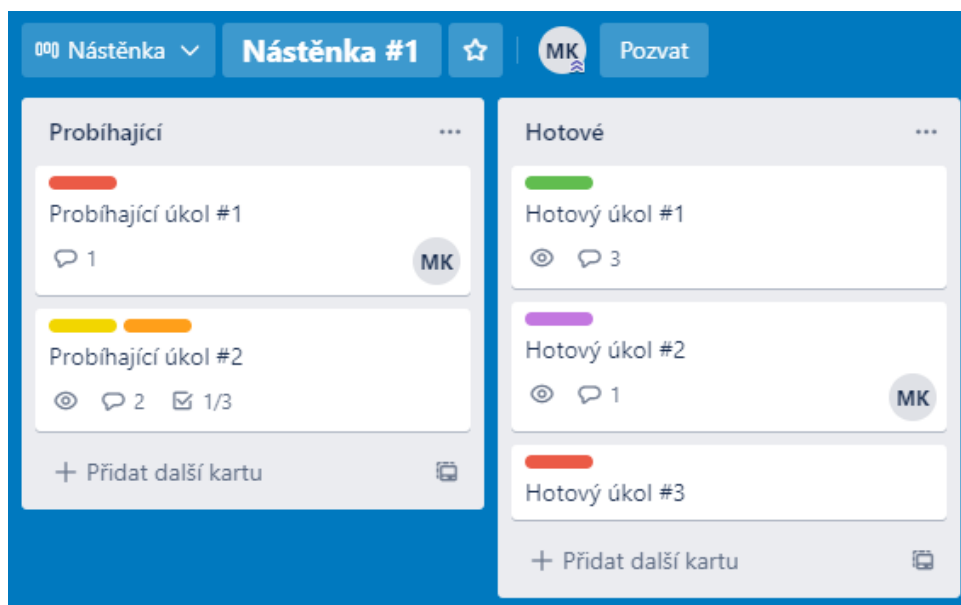 Nástěnka
Nástěnka #1
MK
Pozvat
Probíhající
Probíhající úkol #1
1
MK
Probíhající úkol #2
2
1/3
Přidat další kartu
Hotové
Hotový úkol #1
3
Hotový úkol #2
1
MK
Hotový úkol #3
Přidat další kartu